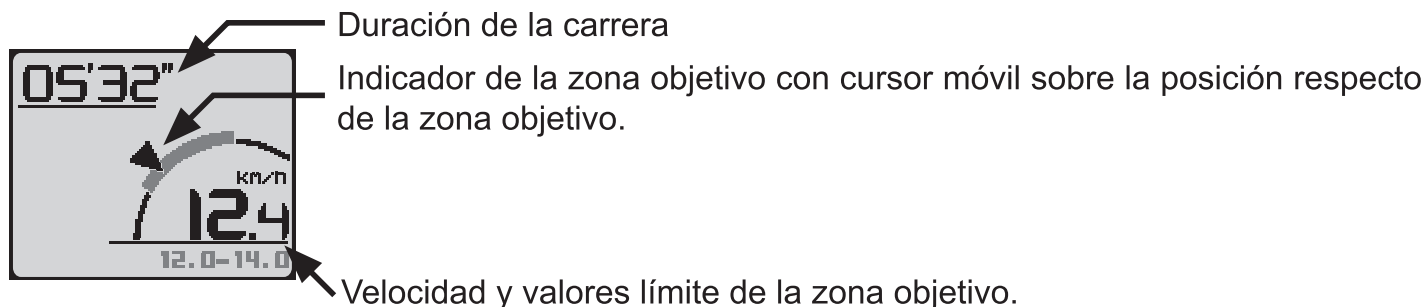 Duración de la carrera
05'32"
Indicador de la zona objetivo con cursor móvil sobre la posición respecto
de la zona objetivo.
km/h
12.4
12.0-14.0
Velocidad y valores límite de la zona objetivo.